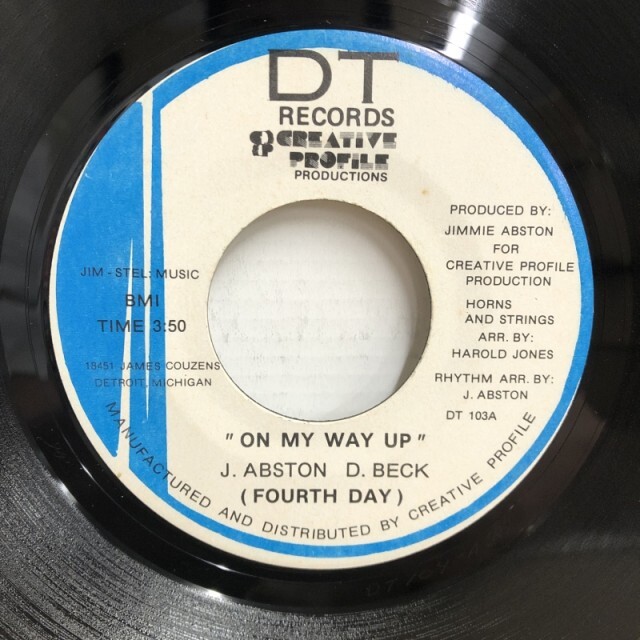 DT
RECORDS
& CREATIVE
PROFILE
PRODUCTIONS
PRODUCED BY:
JIMMIE ABSTON
FOR
CREATIVE PROFILE
PRODUCTION
HORNS
AND STRINGS
ARR. BY:
HAROLD JONES
RHYTHM ARR. BY:
J. ABSTON
DT 103A
JIM - STEL: MUSIC
BMI
TIME 3:50
18451 JAMES COUZENS
DETROIT, MICHIGAN
" ON MY WAY UP "
J. ABSTON D. BECK
( FOURTH DAY )
MANUFACTURED AND DISTRIBUTED BY CREATIVE PROFILE